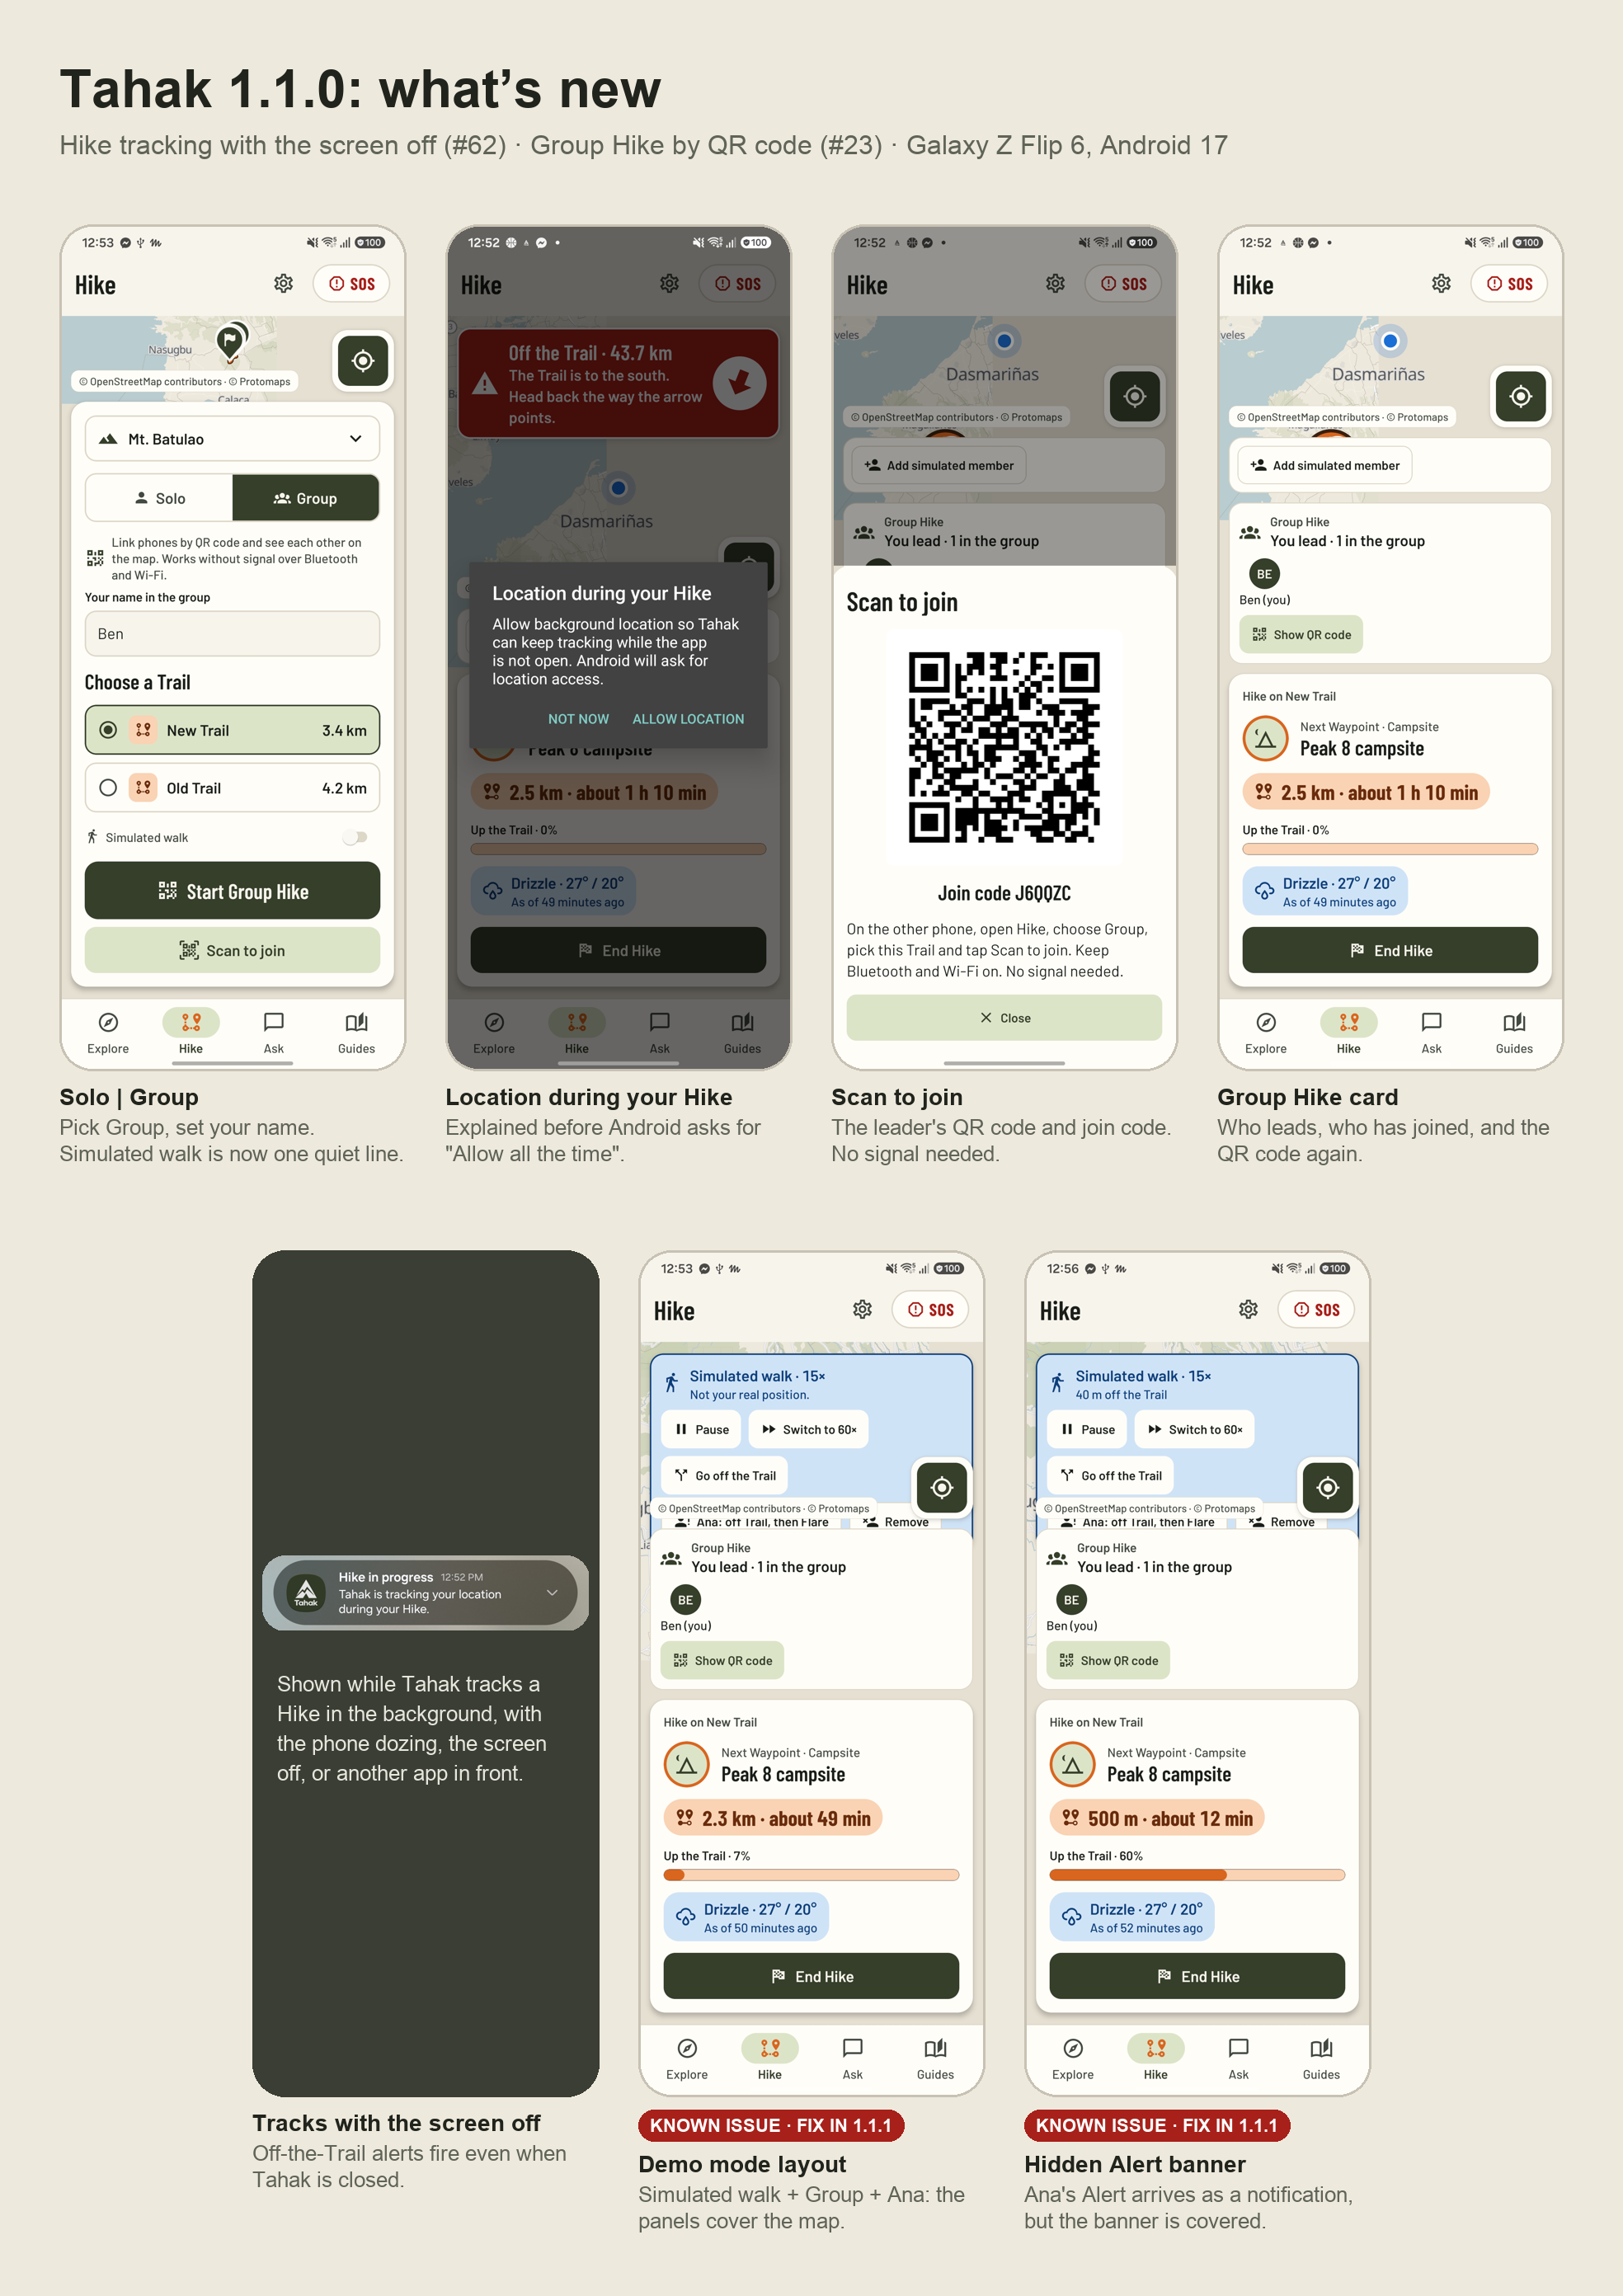 Tahak 1.1.0: what’s new
Hike tracking with the screen off (#62) · Group Hike by QR code (#23) · Galaxy Z Flip 6, Android 17
12:53
100
Hike
SOS
Nasugbu
© OpenStreetMap contributors · © Protomaps
Calaca
Mt. Batulao
Solo
Group
Link phones by QR code and see each other on
the map. Works without signal over Bluetooth
and Wi-Fi.
Your name in the group
Ben
Choose a Trail
New Trail
3.4 km
Old Trail
4.2 km
Simulated walk
Start Group Hike
Scan to join
Explore
Hike
Ask
Guides
Solo | Group
Pick Group, set your name.
Simulated walk is now one quiet line.
12:52
100
Hike
SOS
Off the Trail · 43.7 km
The Trail is to the south.
Head back the way the arrow
points.
veles
Dasmariñas
Location during your Hike
Allow background location so Tahak
can keep tracking while the app
is not open. Android will ask for
location access.
NOT NOW
ALLOW LOCATION
Peak 8 campsite
2.5 km · about 1 h 10 min
Up the Trail · 0%
Drizzle · 27° / 20°
As of 49 minutes ago
End Hike
Explore
Hike
Ask
Guides
Location during your Hike
Explained before Android asks for
"Allow all the time".
12:52
100
Hike
SOS
veles
Dasmariñas
© OpenStreetMap contributors · © Protomaps
Add simulated member
Group Hike
You lead · 1 in the group
Scan to join
Join code J6QQZC
On the other phone, open Hike, choose Group,
pick this Trail and tap Scan to join. Keep
Bluetooth and Wi-Fi on. No signal needed.
Close
Scan to join
The leader's QR code and join code.
No signal needed.
12:52
100
Hike
SOS
veles
Dasmariñas
© OpenStreetMap contributors · © Protomaps
Add simulated member
Group Hike
You lead · 1 in the group
BE
Ben (you)
Show QR code
Hike on New Trail
Next Waypoint · Campsite
Peak 8 campsite
2.5 km · about 1 h 10 min
Up the Trail · 0%
Drizzle · 27° / 20°
As of 49 minutes ago
End Hike
Explore
Hike
Ask
Guides
Group Hike card
Who leads, who has joined, and the
QR code again.
Tahak
Hike in progress 12:52 PM
Tahak is tracking your location
during your Hike.
Shown while Tahak tracks a
Hike in the background, with
the phone dozing, the screen
off, or another app in front.
Tracks with the screen off
Off-the-Trail alerts fire even when
Tahak is closed.
12:53
100
Hike
SOS
Simulated walk · 15×
Not your real position.
Pause
Switch to 60×
Go off the Trail
© OpenStreetMap contributors · © Protomaps
Ana: off Trail, then Flare
Remove
Group Hike
You lead · 1 in the group
BE
Ben (you)
Show QR code
Hike on New Trail
Next Waypoint · Campsite
Peak 8 campsite
2.3 km · about 49 min
Up the Trail · 7%
Drizzle · 27° / 20°
As of 50 minutes ago
End Hike
Explore
Hike
Ask
Guides
KNOWN ISSUE · FIX IN 1.1.1
Demo mode layout
Simulated walk + Group + Ana: the
panels cover the map.
12:56
100
Hike
SOS
Simulated walk · 15×
40 m off the Trail
Pause
Switch to 60×
Go off the Trail
© OpenStreetMap contributors · © Protomaps
Ana: off Trail, then Flare
Remove
Group Hike
You lead · 1 in the group
BE
Ben (you)
Show QR code
Hike on New Trail
Next Waypoint · Campsite
Peak 8 campsite
500 m · about 12 min
Up the Trail · 60%
Drizzle · 27° / 20°
As of 52 minutes ago
End Hike
Explore
Hike
Ask
Guides
KNOWN ISSUE · FIX IN 1.1.1
Hidden Alert banner
Ana's Alert arrives as a notification,
but the banner is covered.